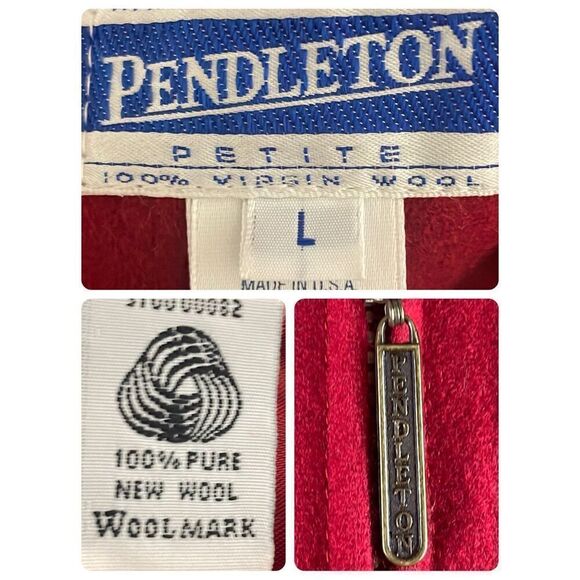 PENDLETON
PETITE
100% VIRGIN WOOL
L
MADE IN U.S.A
100% PURE
NEW WOOL
WOOLMARK
PENDLETON